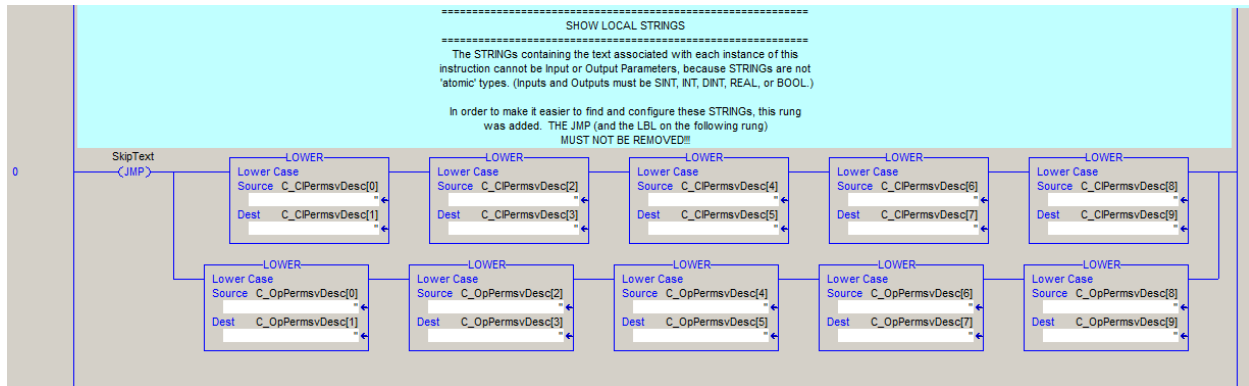 ============================================================
SHOW LOCAL STRINGS
============================================================
The STRINGs containing the text associated with each instance of this
instruction cannot be Input or Output Parameters, because STRINGs are not
'atomic' types. (Inputs and Outputs must be SINT, INT, DINT, REAL, or BOOL.)
In order to make it easier to find and configure these STRINGs, this rung
was added. THE JMP (and the LBL on the following rung)
MUST NOT BE REMOVED!!!
0
SkipText
JMP
LOWER
Lower Case
Source C_ClPermsvDesc[0]
''
Dest C_ClPermsvDesc[1]
''
LOWER
Lower Case
Source C_ClPermsvDesc[2]
''
Dest C_ClPermsvDesc[3]
''
LOWER
Lower Case
Source C_ClPermsvDesc[4]
''
Dest C_ClPermsvDesc[5]
''
LOWER
Lower Case
Source C_ClPermsvDesc[6]
''
Dest C_ClPermsvDesc[7]
''
LOWER
Lower Case
Source C_ClPermsvDesc[8]
''
Dest C_ClPermsvDesc[9]
''
LOWER
Lower Case
Source C_OpPermsvDesc[0]
''
Dest C_OpPermsvDesc[1]
''
LOWER
Lower Case
Source C_OpPermsvDesc[2]
''
Dest C_OpPermsvDesc[3]
''
LOWER
Lower Case
Source C_OpPermsvDesc[4]
''
Dest C_OpPermsvDesc[5]
''
LOWER
Lower Case
Source C_OpPermsvDesc[6]
''
Dest C_OpPermsvDesc[7]
''
LOWER
Lower Case
Source C_OpPermsvDesc[8]
''
Dest C_OpPermsvDesc[9]
''